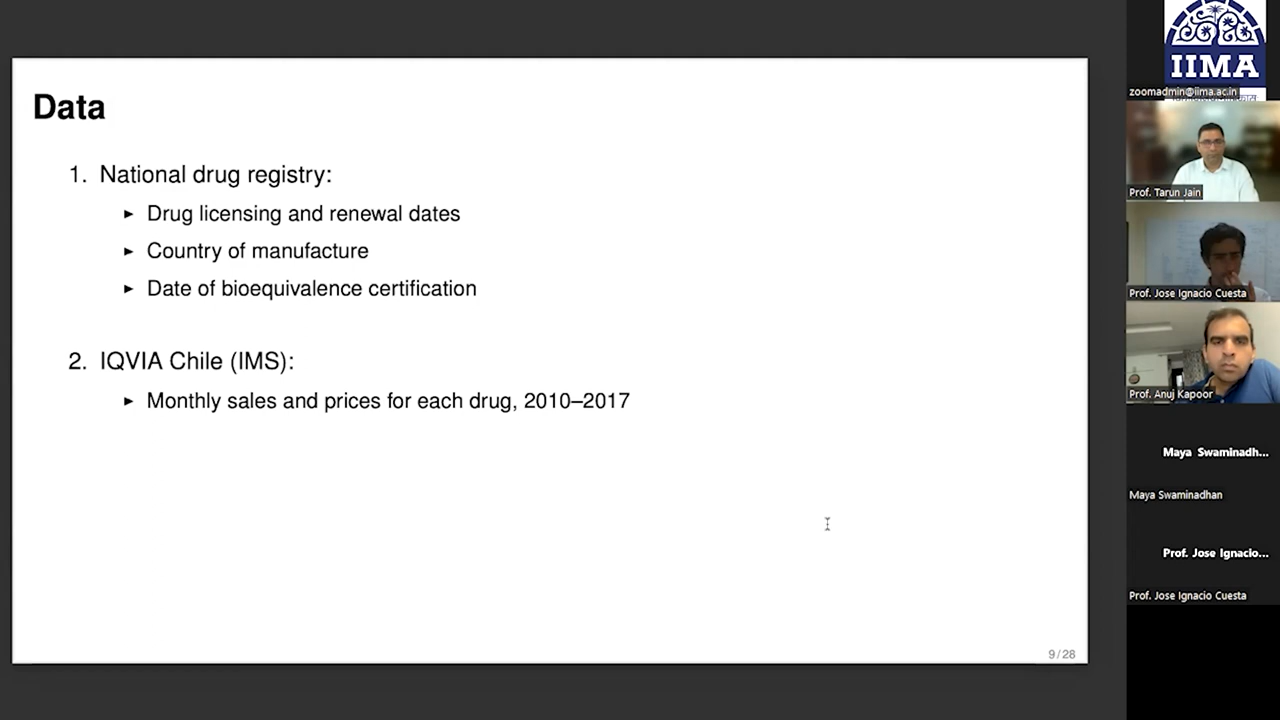 Data
1. National drug registry:
► Drug licensing and renewal dates
► Country of manufacture
► Date of bioequivalence certification
2. IQVIA Chile (IMS):
► Monthly sales and prices for each drug, 2010–2017
9 / 28
IIMA
zoomadmin@iima.ac.in
Prof. Tarun Jain
Prof. Jose Ignacio Cuesta
Prof. Anuj Kapoor
Maya Swaminadh...
Maya Swaminadhan
Prof. Jose Ignacio...
Prof. Jose Ignacio Cuesta